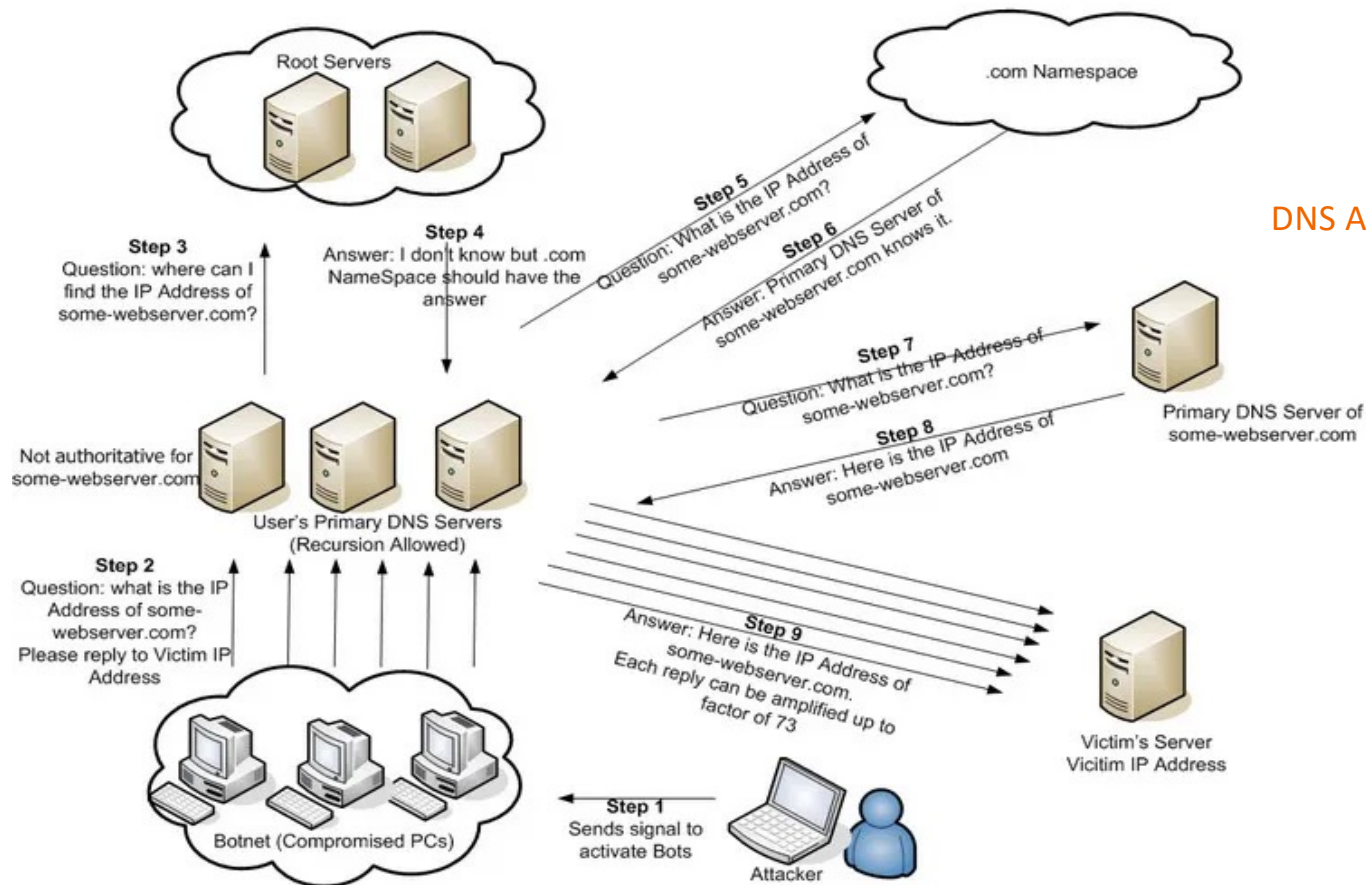 Root Servers
.com Namespace
DNS A
Step 3
Question: where can I
find the IP Address of
some-webserver.com?
Step 4
Answer: I don't know but .com
NameSpace should have the
answer
Step 5
Question: What is the IP Address of
some-webserver.com?
Step 6
Answer: Primary DNS Server of
some-webserver.com knows it.
Step 7
Question: What is the IP Address of
some-webserver.com?
Step 8
Answer: Here is the IP Address of
some-webserver.com
Primary DNS Server of
some-webserver.com
Not authoritative for
some-webserver.com
User's Primary DNS Servers
(Recursion Allowed)
Step 2
Question: what is the IP
Address of some-
webserver.com?
Please reply to Victim IP
Address
Step 9
Answer: Here is the IP Address of
some-webserver.com.
Each reply can be amplified up to
factor of 73
Victim's Server
Vicitim IP Address
Botnet (Compromised PCs)
Step 1
Sends signal to
activate Bots
Attacker